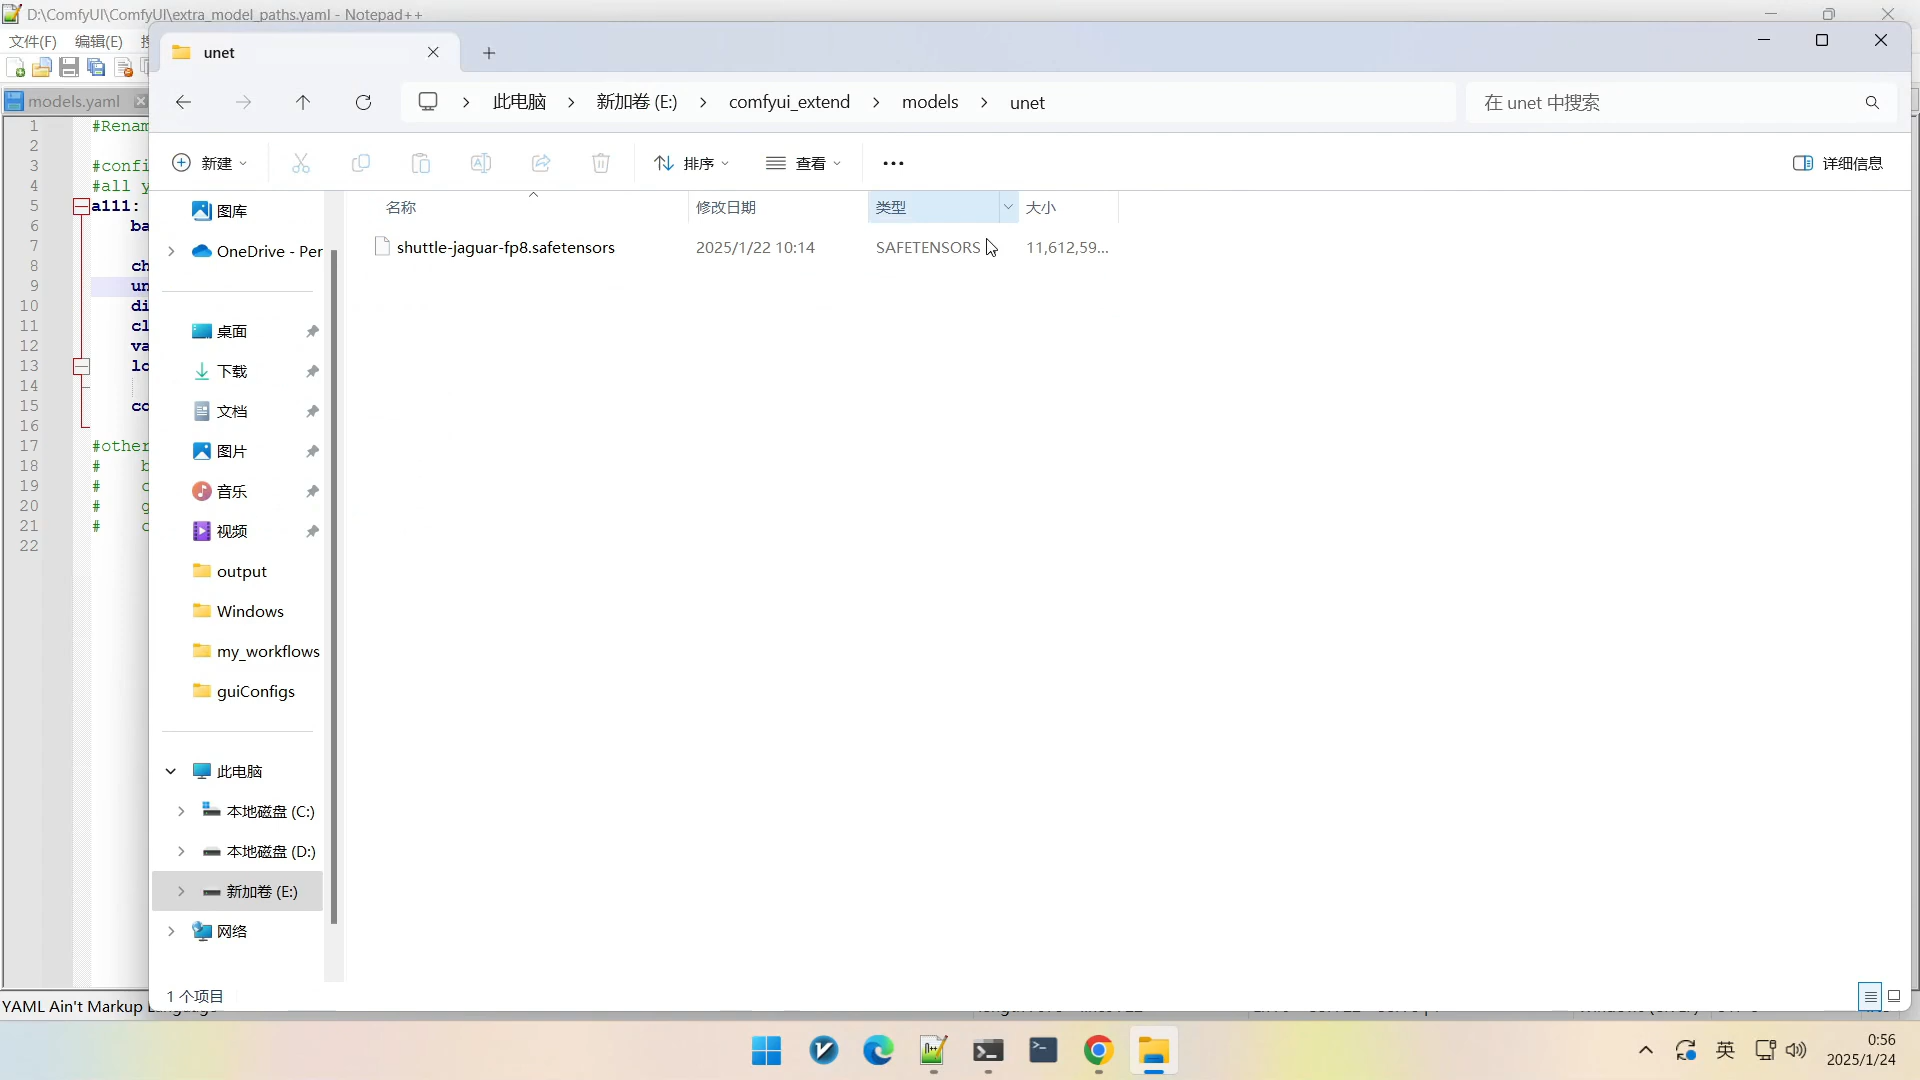 D:\ComfyUI\ComfyUI\extra_model_paths.yaml - Notepad++
文件(F) 编辑(E)
unet
此电脑 新加卷 (E:) comfyui_extend models unet
在 unet 中搜索
models.yaml
新建 排序 查看 详细信息
1 #Renam
2
3 #confi
4 #all y
5 a111:
6 ba
7
8 ch
9 un
10 di
11 cl
12 va
13 lo
14
15 co
16
17 #other
18 # b
19 # c
20 # g
21 # c
22
图库
OneDrive - Per
桌面
下载
文档
图片
音乐
视频
output
Windows
my_workflows
guiConfigs
此电脑
本地磁盘 (C:)
本地磁盘 (D:)
新加卷 (E:)
网络
名称 修改日期 类型 大小
shuttle-jaguar-fp8.safetensors 2025/1/22 10:14 SAFETENSORS 11,612,59...
1 个项目
YAML Ain't Markup
英
0:56
2025/1/24